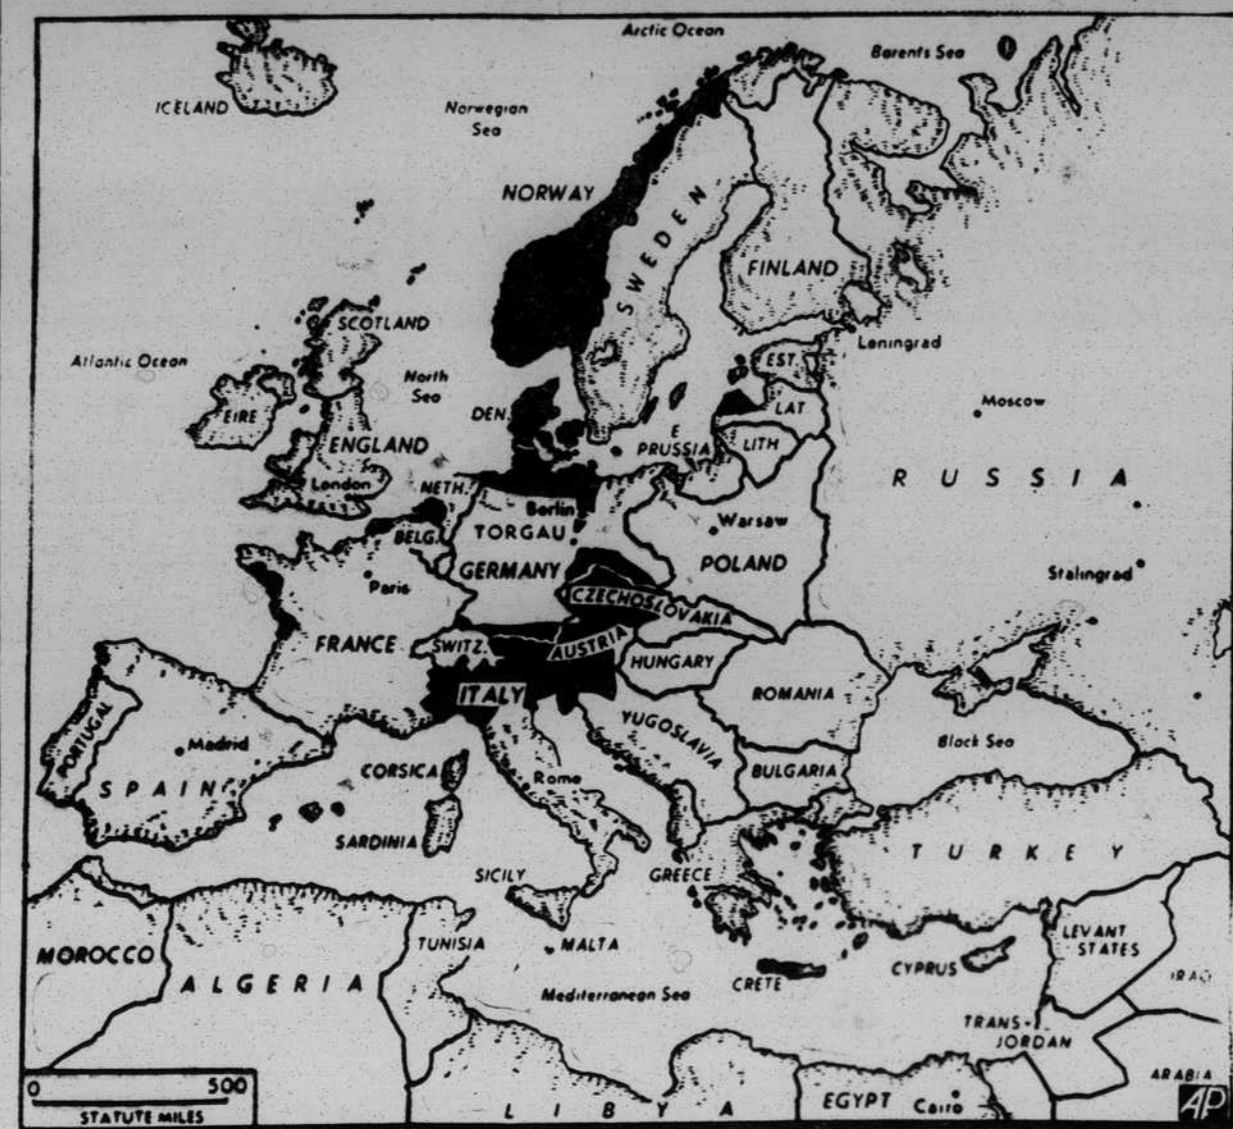 Arctic Ocean
Barents Sea
ICELAND
Norwegian
Sea
NORWAY
SWEDEN
FINLAND
SCOTLAND
Atlantic Ocean
North
Sea
Leningrad
EST.
EIRE
DEN.
LAT
Moscow
ENGLAND
E
PRUSSIA
LITH
RUSSIA
London
NETH.
Berlin
Warsaw
BELG.
TORGAU
GERMANY
POLAND
Paris
Stalingrad
CZECHOSLOVAKIA
FRANCE
SWITZ.
AUSTRIA
HUNGARY
ITALY
ROMANIA
PORTUGAL
YUGOSLAVIA
Madrid
Black Sea
SPAIN
CORSICA
Rome
BULGARIA
SARDINIA
TURKEY
SICILY
GREECE
MOROCCO
TUNISIA
MALTA
LEVANT
STATES
ALGERIA
CRETE
CYPRUS
IRAQ
Mediterranean Sea
TRANS-
JORDAN
0 500
STATUTE MILES
LIBYA
EGYPT
Cairo
ARABIA
AP